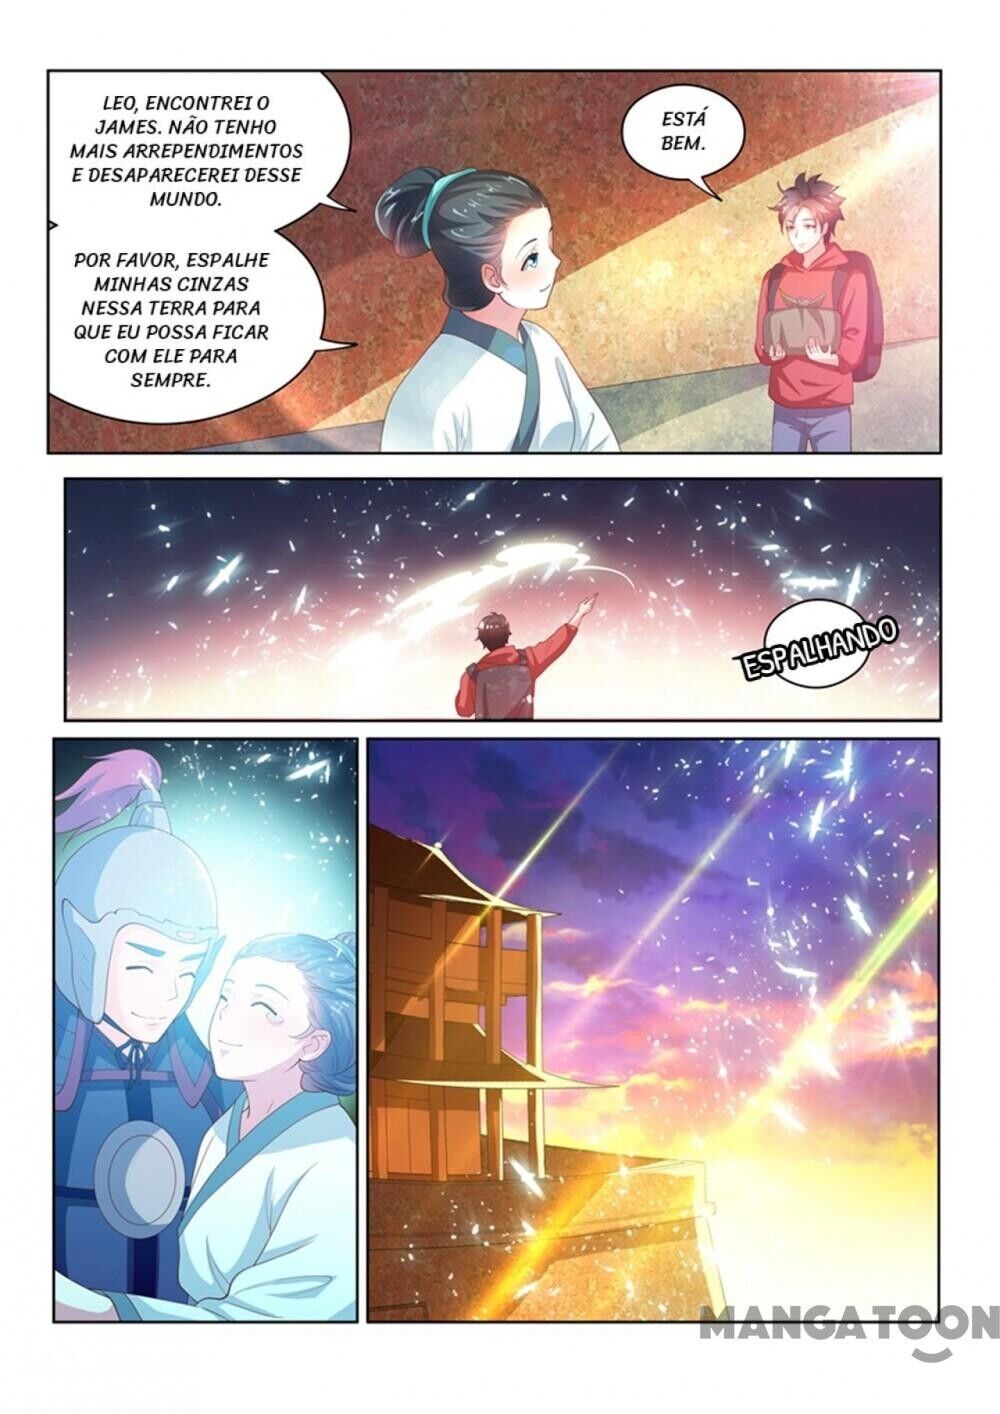 LEO, ENCONTREI O
JAMES. NÃO TENHO
MAIS ARREPENDIMENTOS
E DESAPARECEREI DESSE
MUNDO.
POR FAVOR, ESPALHE
MINHAS CINZAS
NESSA TERRA PARA
QUE EU POSSA FICAR
COM ELE PARA
SEMPRE.
ESTÁ
BEM.
ESPALHANDO
MANGATOON